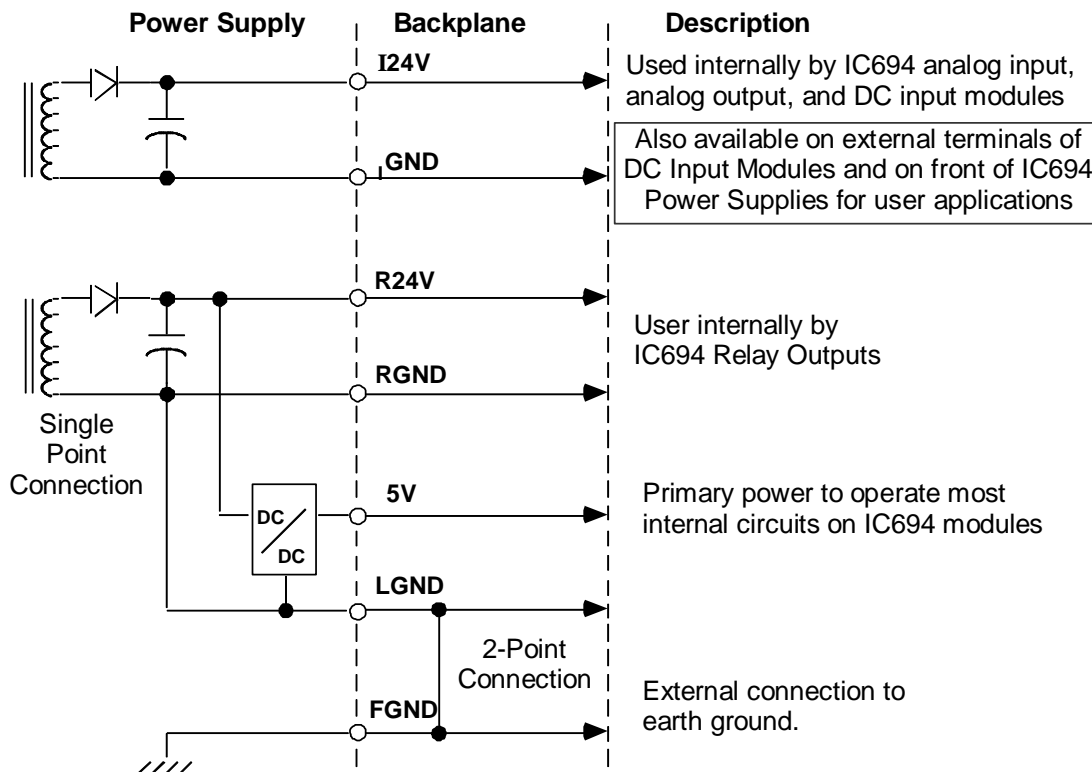 Power Supply
Backplane
Description
I24V
Used internally by IC694 analog input,
analog output, and DC input modules
IGND
Also available on external terminals of
DC Input Modules and on front of IC694
Power Supplies for user applications
R24V
User internally by
IC694 Relay Outputs
RGND
Single
Point
Connection
5V
DC
DC
Primary power to operate most
internal circuits on IC694 modules
LGND
2-Point
Connection
FGND
External connection to
earth ground.